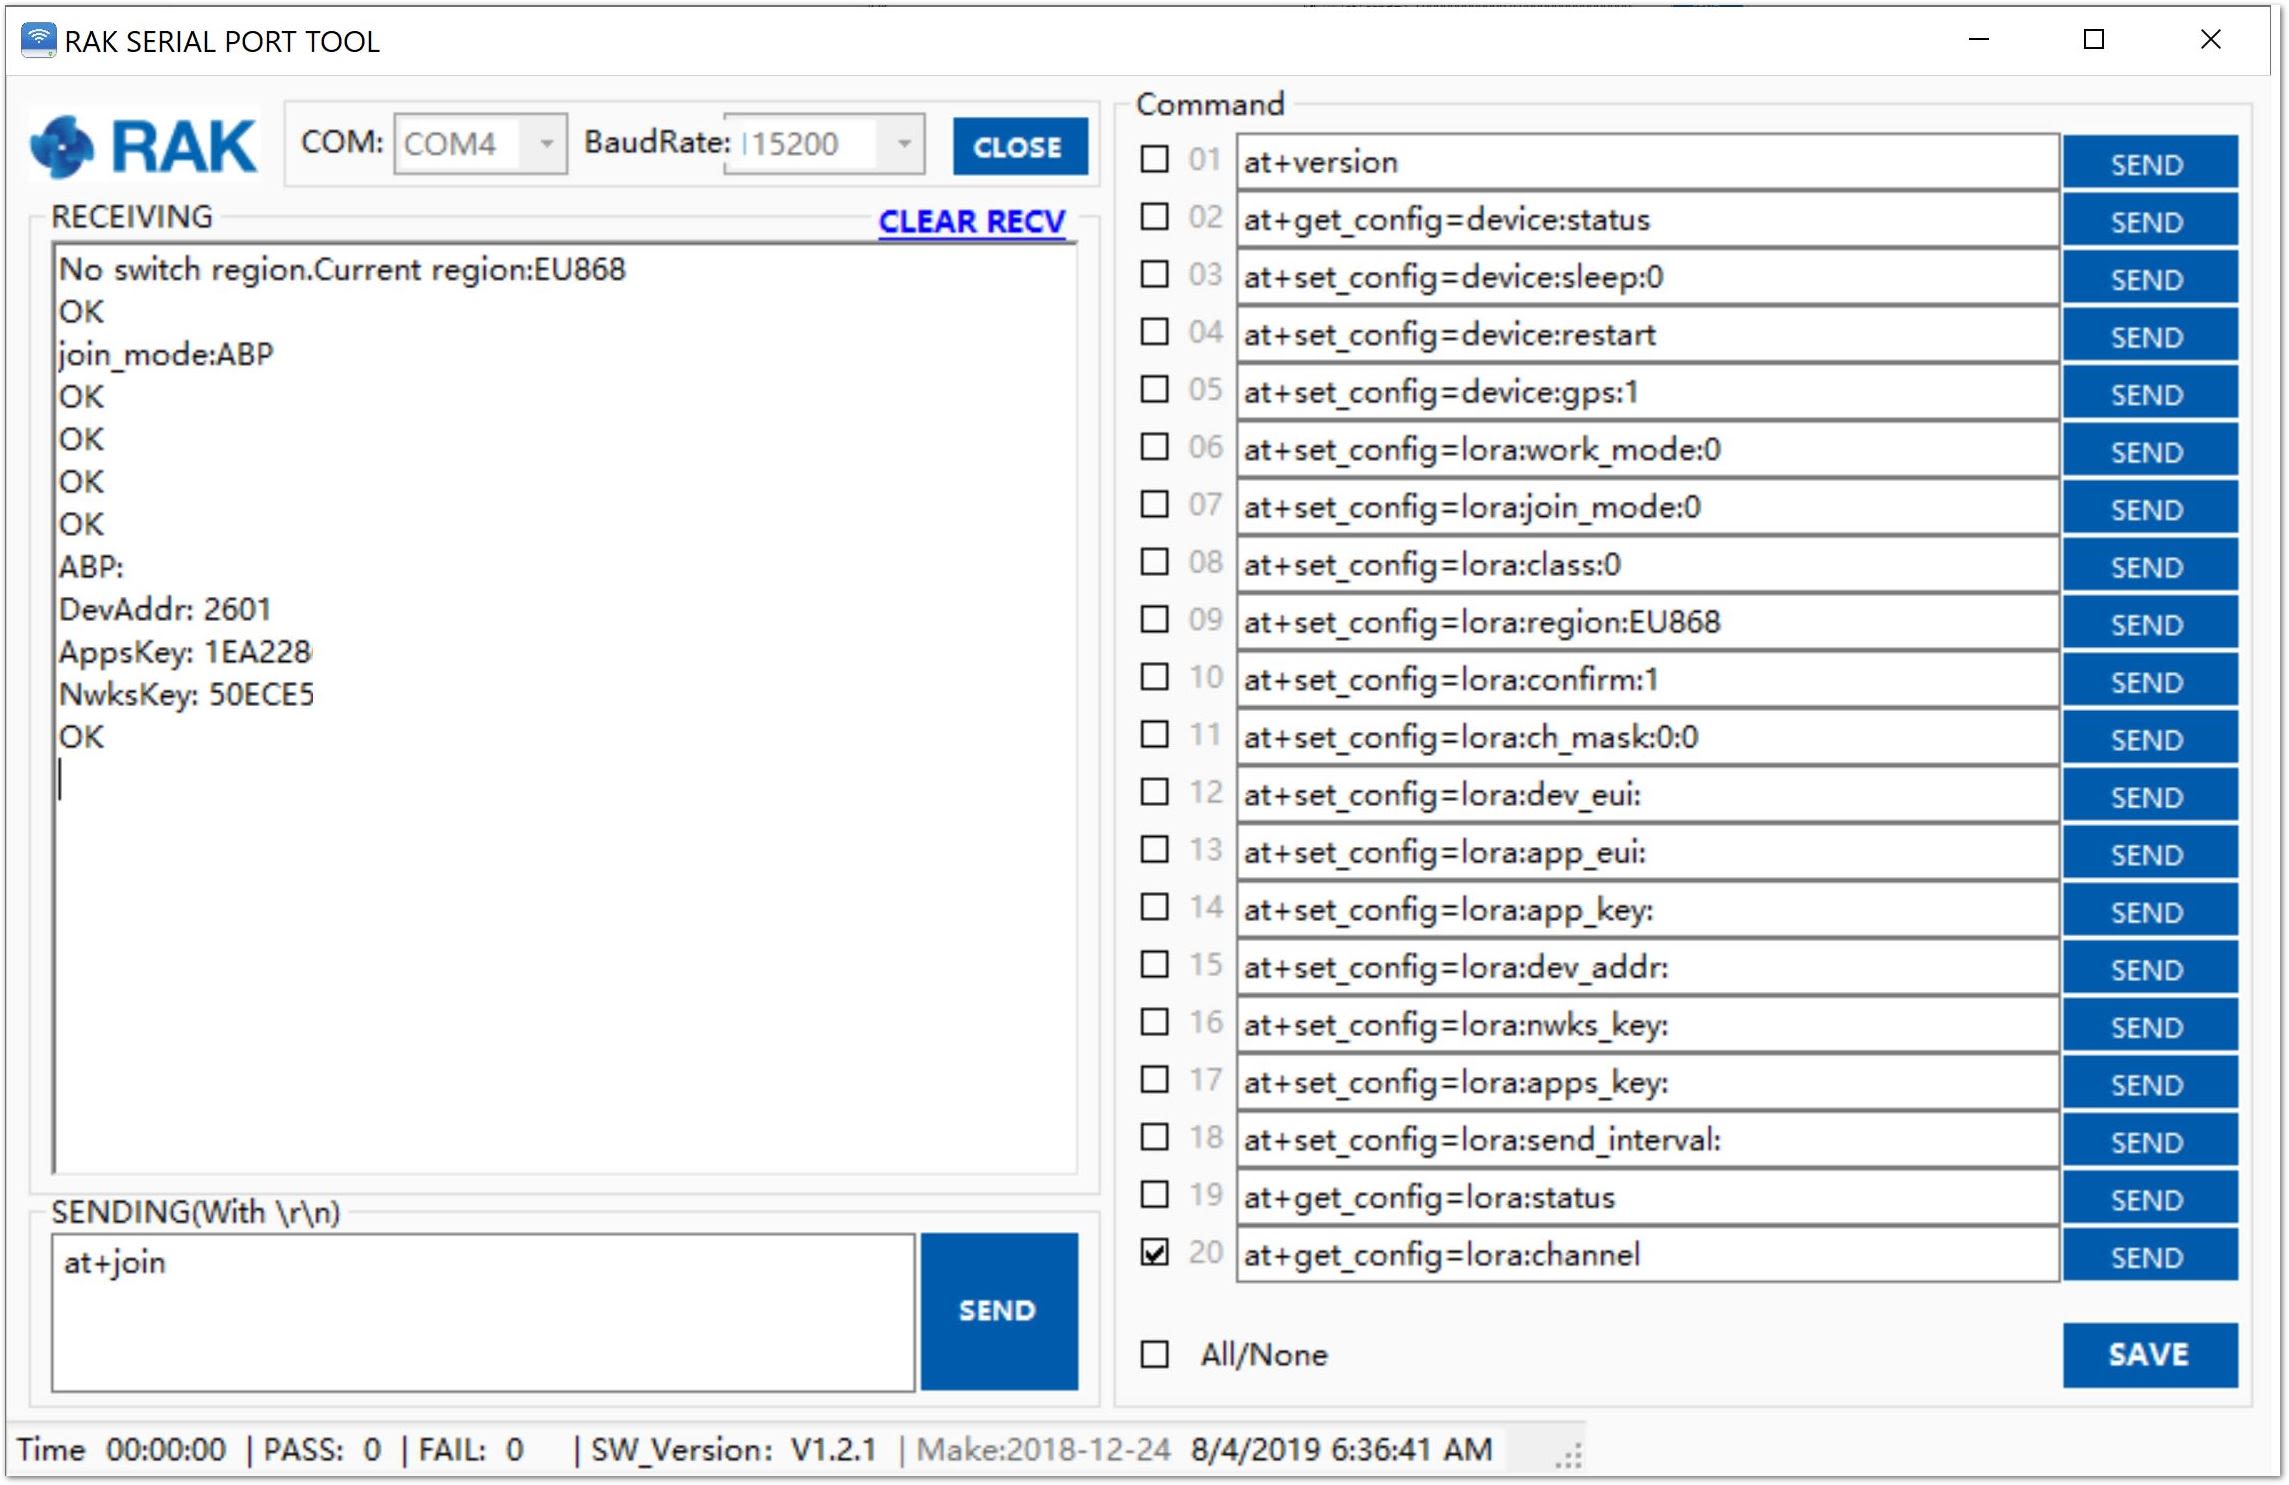 RAK SERIAL PORT TOOL
RAK
COM: COM4 BaudRate: 115200 CLOSE
RECEIVING
CLEAR RECV
No switch region.Current region:EU868
OK
join_mode:ABP
OK
OK
OK
OK
ABP:
DevAddr: 2601
AppsKey: 1EA228
NwksKey: 50ECE5
OK
SENDING(With \r\n)
at+join
SEND
Command
01 at+version SEND
02 at+get_config=device:status SEND
03 at+set_config=device:sleep:0 SEND
04 at+set_config=device:restart SEND
05 at+set_config=device:gps:1 SEND
06 at+set_config=lora:work_mode:0 SEND
07 at+set_config=lora:join_mode:0 SEND
08 at+set_config=lora:class:0 SEND
09 at+set_config=lora:region:EU868 SEND
10 at+set_config=lora:confirm:1 SEND
11 at+set_config=lora:ch_mask:0:0 SEND
12 at+set_config=lora:dev_eui: SEND
13 at+set_config=lora:app_eui: SEND
14 at+set_config=lora:app_key: SEND
15 at+set_config=lora:dev_addr: SEND
16 at+set_config=lora:nwks_key: SEND
17 at+set_config=lora:apps_key: SEND
18 at+set_config=lora:send_interval: SEND
19 at+get_config=lora:status SEND
20 at+get_config=lora:channel SEND
All/None SAVE
Time 00:00:00 | PASS: 0 | FAIL: 0 | SW_Version: V1.2.1 | Make:2018-12-24 8/4/2019 6:36:41 AM